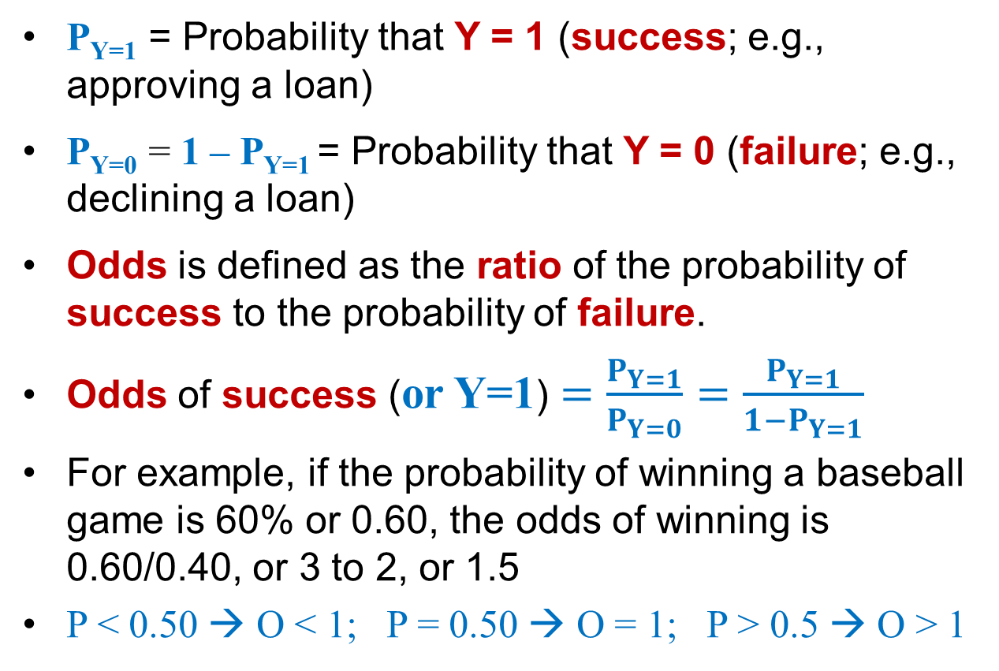 • P_{Y=1} = Probability that Y = 1 (success; e.g.,
approving a loan)
• P_{Y=0} = 1 – P_{Y=1} = Probability that Y = 0 (failure; e.g.,
declining a loan)
• Odds is defined as the ratio of the probability of
success to the probability of failure.
• Odds of success (or Y=1) = \frac{P_{Y=1}}{P_{Y=0}} = \frac{P_{Y=1}}{1−P_{Y=1}}
• For example, if the probability of winning a baseball
game is 60% or 0.60, the odds of winning is
0.60/0.40, or 3 to 2, or 1.5
• P < 0.50 → O < 1; P = 0.50 → O = 1; P > 0.5 → O > 1